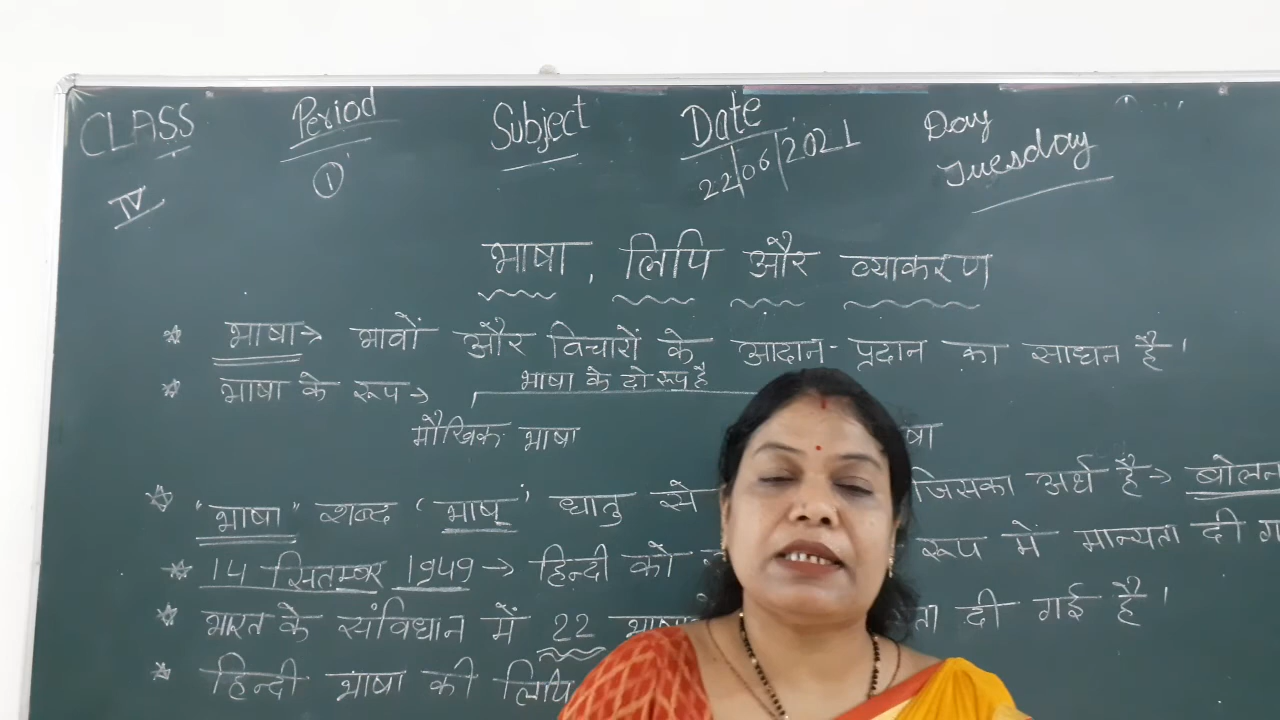 CLASS Period Subject Date Day
IV ① 22/06/2021 Tuesday
भाषा, लिपि और व्याकरण
भाषा→ भावों और विचारों के आदान-प्रदान का साधन है।
भाषा के रूप→ भाषा के दो रूप है
मौखिक भाषा
"भाषा" शब्द 'भाष्' धातु से जिसका अर्थ है→
14 सितम्बर 1949→ हिन्दी को रूप में मान्यता दी
भारत के संविधान में 22 दी गई है।
हिन्दी भाषा की लिपि